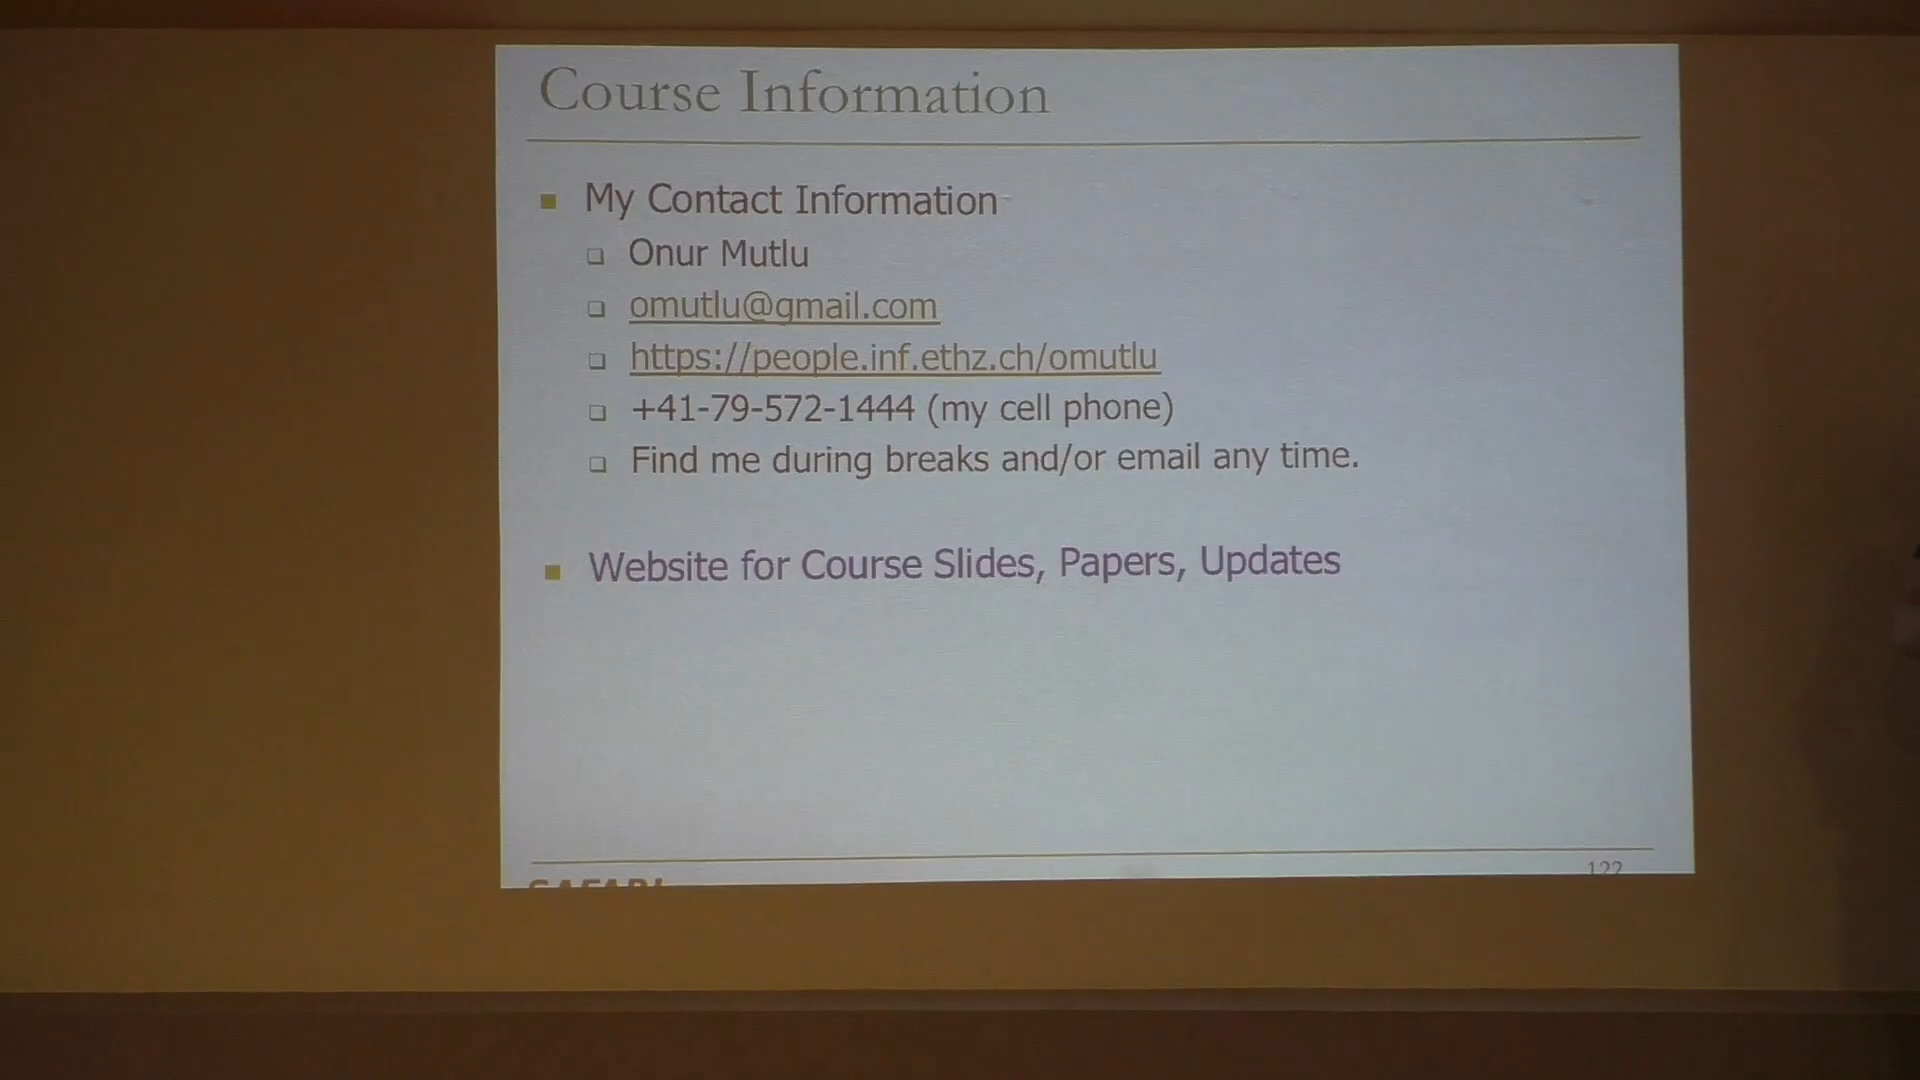 Course Information
My Contact Information
Onur Mutlu
omutlu@gmail.com
https://people.inf.ethz.ch/omutlu
+41-79-572-1444 (my cell phone)
Find me during breaks and/or email any time.
Website for Course Slides, Papers, Updates
SAFARI
122